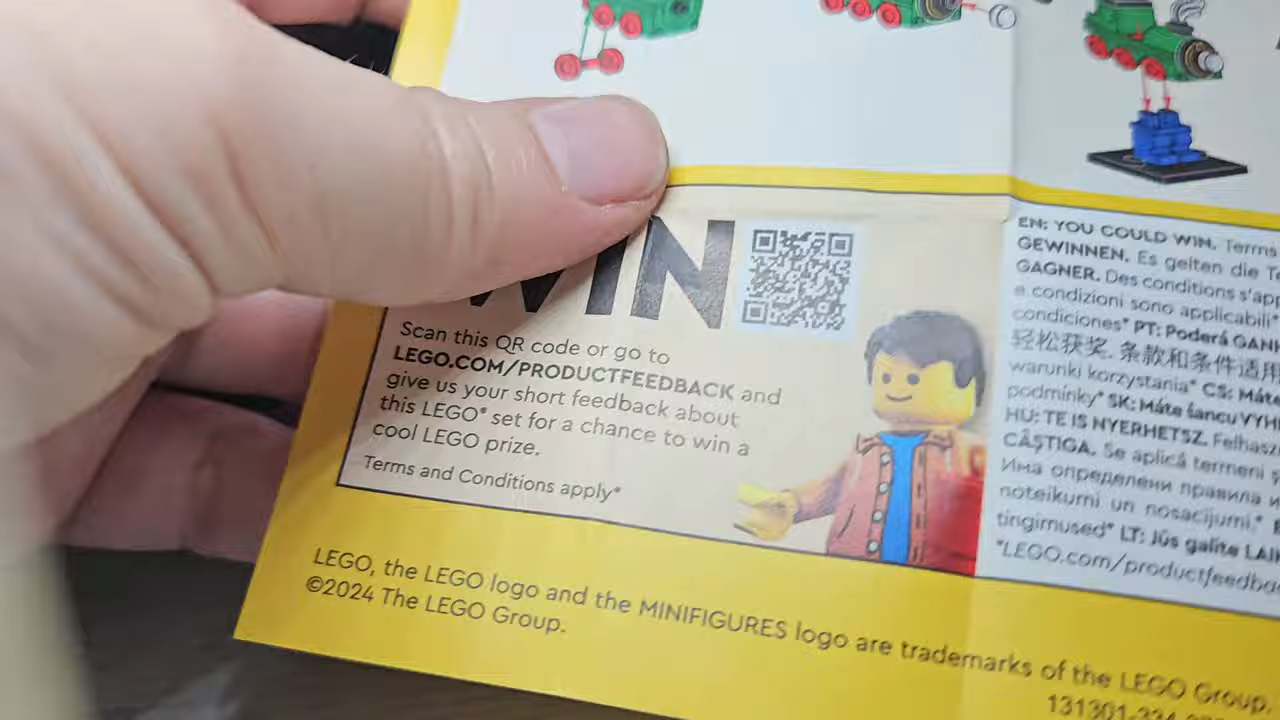 WIN
Scan this QR code or go to
LEGO.COM/PRODUCTFEEDBACK and
give us your short feedback about
this LEGO® set for a chance to win a
cool LEGO prize.
Terms and Conditions apply*
EN: YOU COULD WIN. Terms
GEWINNEN. Es gelten die
GAGNER. Des conditions
e condizioni sono applicabili*
condiciones* PT: Poderá
轻松获奖. 条款和条件适用
warunki korzystania* CS:
podmínky* SK: Máte šancu
HU: TE IS NYERHETSZ.
CÂȘTIGA. Se aplică termeni
Има определени правила и
noteikumi un nosacījumi.*
tingimused* LT: Jūs galite
*LEGO.com/productfeedba
LEGO, the LEGO logo and the MINIFIGURES logo are trademarks of the LEGO Group.
©2024 The LEGO Group.